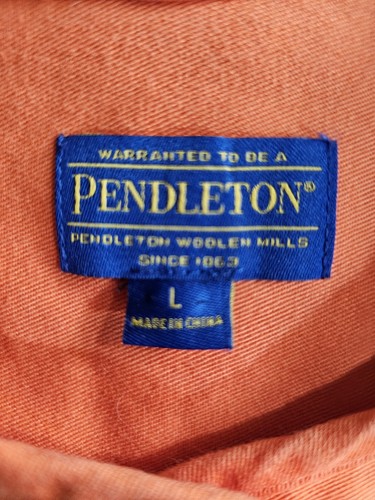 WARRANTED TO BE A
PENDLETON®
PENDLETON WOOLEN MILLS
SINCE 1863
L
MADE IN CHINA